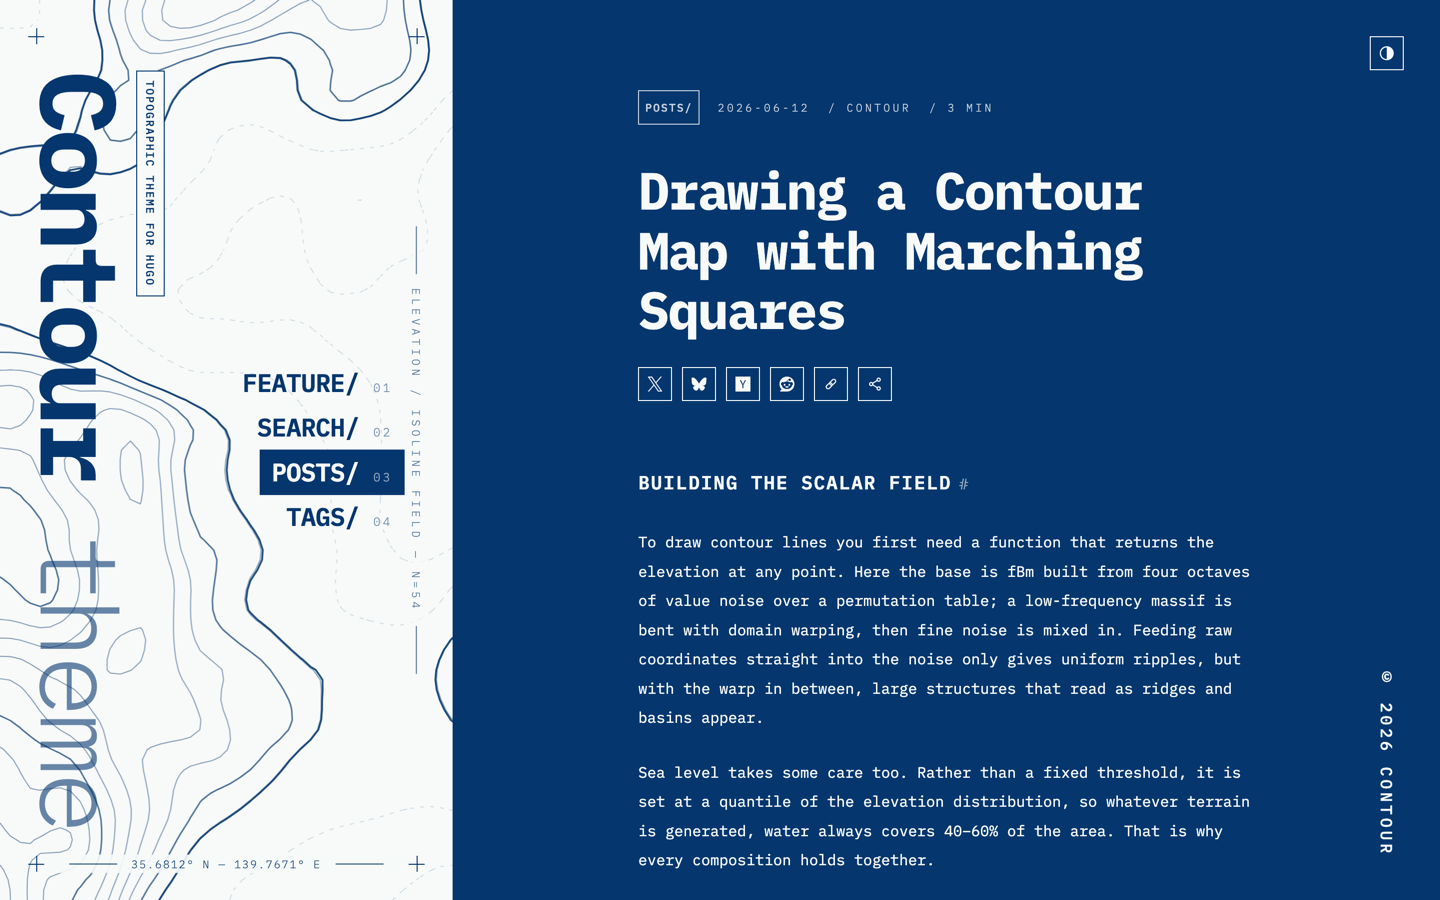 Contour
theme
TOPOGRAPHIC THEME FOR HUGO
FEATURE/ 01
SEARCH/ 02
POSTS/ 03
TAGS/ 04
ELEVATION / ISOLINE FIELD — N=54
35.6812° N — 139.7671° E
POSTS/ 2026-06-12 / CONTOUR / 3 MIN
Drawing a Contour
Map with Marching
Squares
BUILDING THE SCALAR FIELD #
To draw contour lines you first need a function that returns the
elevation at any point. Here the base is fBm built from four octaves
of value noise over a permutation table; a low-frequency massif is
bent with domain warping, then fine noise is mixed in. Feeding raw
coordinates straight into the noise only gives uniform ripples, but
with the warp in between, large structures that read as ridges and
basins appear.
Sea level takes some care too. Rather than a fixed threshold, it is
set at a quantile of the elevation distribution, so whatever terrain
is generated, water always covers 40–60% of the area. That is why
every composition holds together.
© 2026 CONTOUR